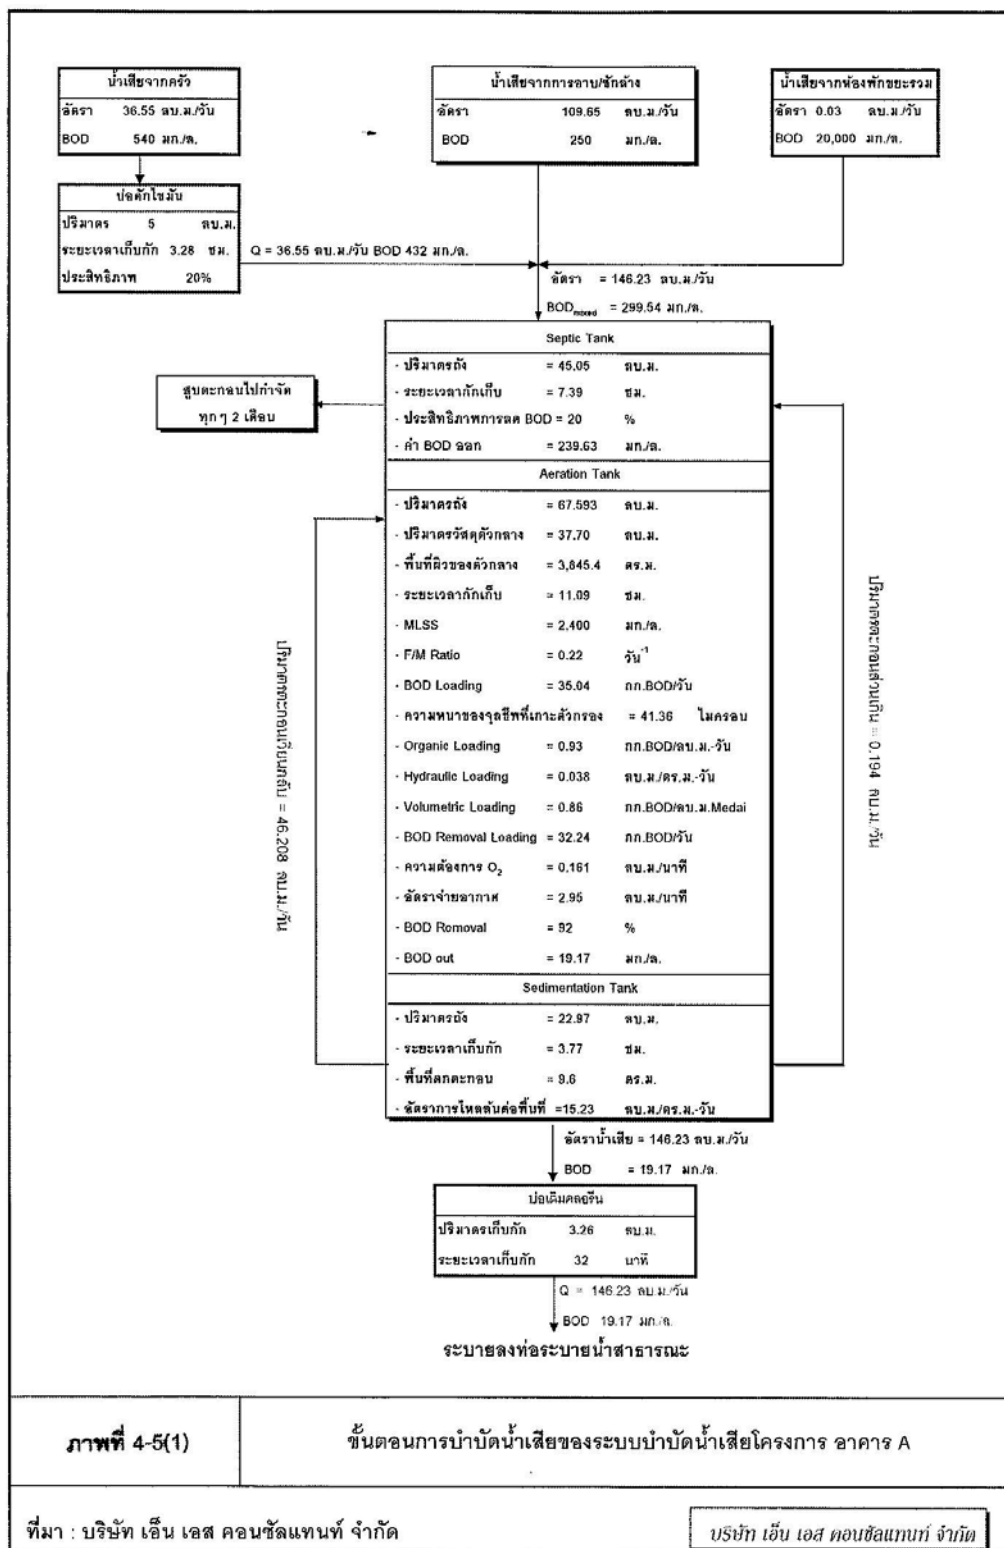 น้ำเสียจากครัว
อัตรา 36.55 ลบ.ม./วัน
BOD 540 มก./ล.
น้ำเสียจากการอาบ/ซักล้าง
อัตรา 109.65 ลบ.ม./วัน
BOD 250 มก./ล.
น้ำเสียจากห้องพักขยะรวม
อัตรา 0.03 ลบ.ม./วัน
BOD 20,000 มก./ล.
บ่อดักไขมัน
ปริมาตร 5 ลบ.ม.
ระยะเวลาเก็บกัก 3.28 ชม.
ประสิทธิภาพ 20%
Q = 36.55 ลบ.ม./วัน BOD 432 มก./ล.
อัตรา = 146.23 ลบ.ม./วัน
BODmixed = 299.54 มก./ล.
Septic Tank
- ปริมาตรถัง = 45.05 ลบ.ม.
- ระยะเวลากักเก็บ = 7.39 ชม.
- ประสิทธิภาพการลด BOD = 20 %
- ค่า BOD ออก = 239.63 มก./ล.
สูบตะกอนไปกำจัด
ทุกๆ 2 เดือน
Aeration Tank
- ปริมาตรถัง = 67.593 ลบ.ม.
- ปริมาตรวัสดุตัวกลาง = 37.70 ลบ.ม.
- พื้นที่ผิวของตัวกลาง = 3,845.4 ตร.ม.
- ระยะเวลากักเก็บ = 11.09 ชม.
- MLSS = 2,400 มก./ล.
- F/M Ratio = 0.22 วัน⁻¹
- BOD Loading = 35.04 กก.BOD/วัน
- ความหนาของจุลชีพที่เกาะตัวกรอง = 41.36 ไมครอน
- Organic Loading = 0.93 กก.BOD/ลบ.ม.-วัน
- Hydraulic Loading = 0.038 ลบ.ม./ตร.ม.-วัน
- Volumetric Loading = 0.86 กก.BOD/ลบ.ม.Medai
- BOD Removal Loading = 32.24 กก.BOD/วัน
- ความต้องการ O₂ = 0.161 ลบ.ม./นาที
- อัตราจ่ายอากาศ = 2.95 ลบ.ม./นาที
- BOD Removal = 92 %
- BOD out = 19.17 มก./ล.
ปริมาตรตะกอนเวียนกลับ = 46.208 ลบ.ม./วัน
ปริมาตรตะกอนส่วนเกิน = 0.194 ลบ.ม./วัน
Sedimentation Tank
- ปริมาตรถัง = 22.97 ลบ.ม.
- ระยะเวลาเก็บกัก = 3.77 ชม.
- พื้นที่ตกตะกอน = 9.6 ตร.ม.
- อัตราการไหลล้นต่อพื้นที่ =15.23 ลบ.ม./ตร.ม.-วัน
อัตราน้ำเสีย = 146.23 ลบ.ม./วัน
BOD = 19.17 มก./ล.
บ่อเติมคลอรีน
ปริมาตรเก็บกัก 3.26 ลบ.ม.
ระยะเวลาเก็บกัก 32 นาที
Q = 146.23 ลบ.ม./วัน
BOD 19.17 มก./ล.
ระบายลงท่อระบายน้ำสาธารณะ
ภาพที่ 4-5(1)
ขั้นตอนการบำบัดน้ำเสียของระบบบำบัดน้ำเสียโครงการ อาคาร A
ที่มา : บริษัท เอ็น เอส คอนซัลแทนท์ จำกัด
บริษัท เอ็น เอส คอนซัลแทนท์ จำกัด